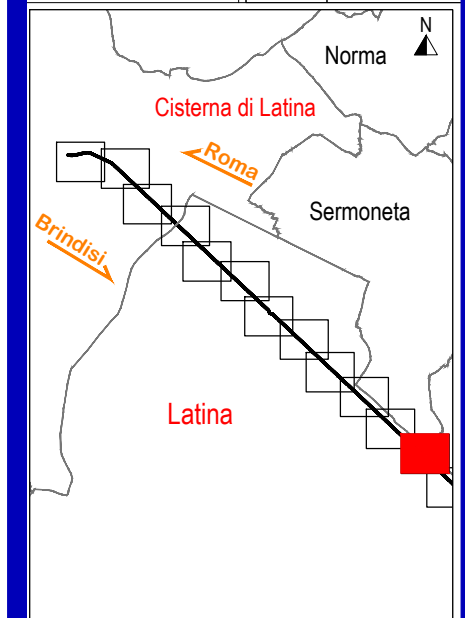 N
Norma
Cisterna di Latina
Roma
Sermoneta
Brindisi
Latina